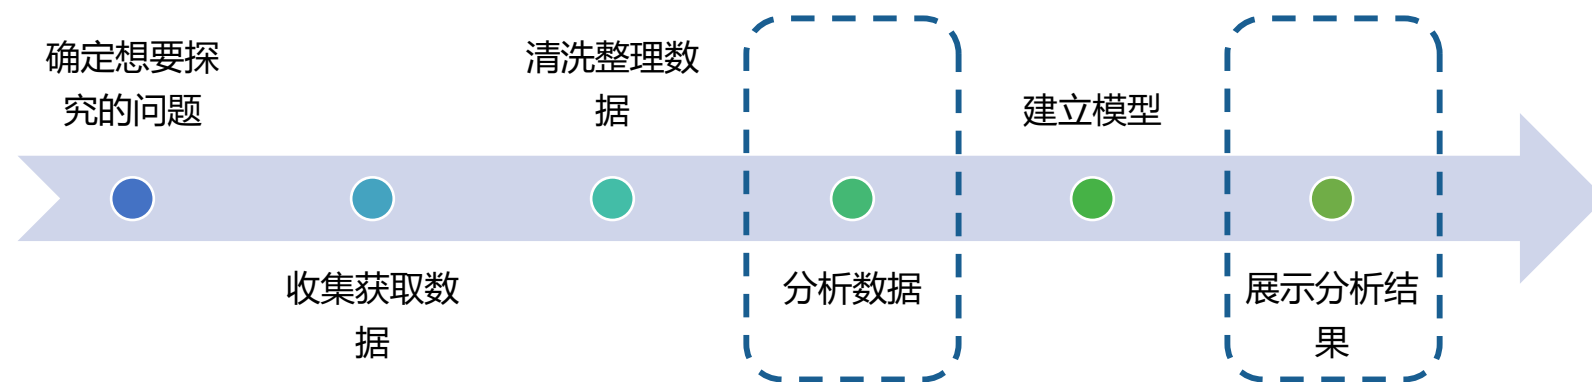 确定想要探
究的问题
收集获取数
据
清洗整理数
据
分析数据
建立模型
展示分析结
果